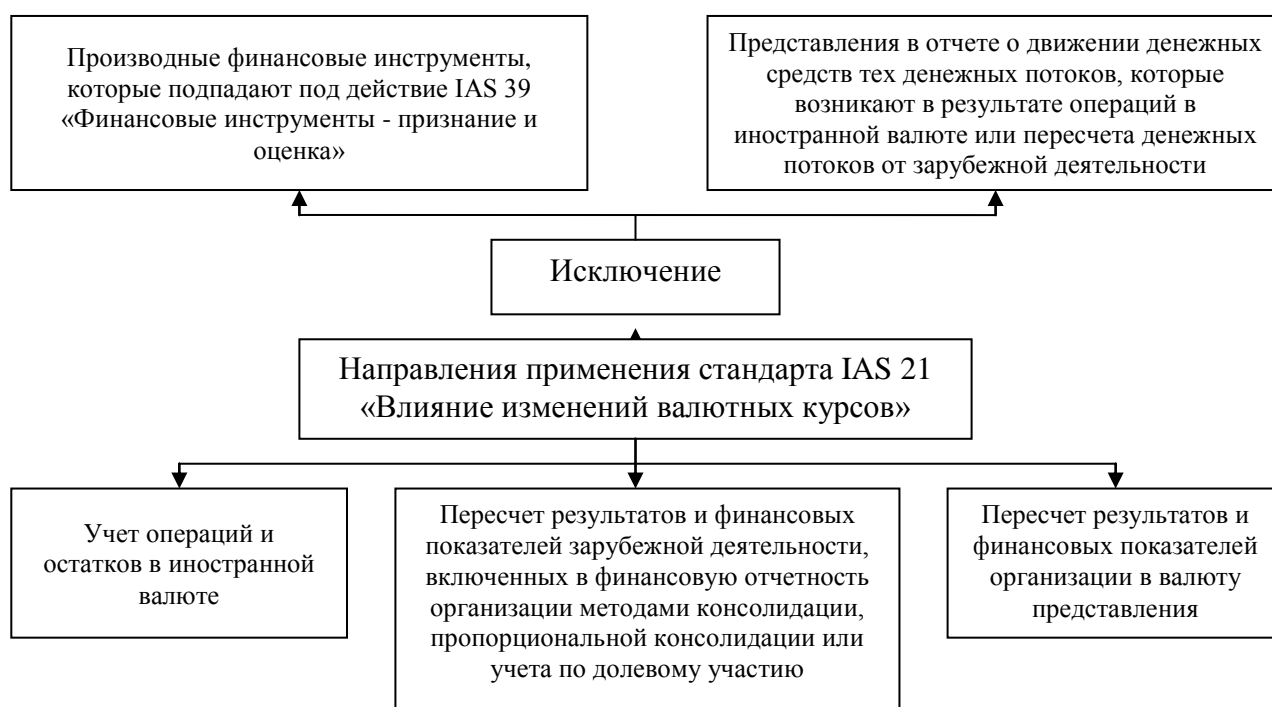 Производные финансовые инструменты,
которые подпадают под действие IAS 39
«Финансовые инструменты - признание и
оценка»
Представления в отчете о движении денежных
средств тех денежных потоков, которые
возникают в результате операций в
иностранной валюте или пересчета денежных
потоков от зарубежной деятельности
Исключение
Направления применения стандарта IAS 21
«Влияние изменений валютных курсов»
Учет операций и
остатков в иностранной
валюте
Пересчет результатов и финансовых
показателей зарубежной деятельности,
включенных в финансовую отчетность
организации методами консолидации,
пропорциональной консолидации или
учета по долевому участию
Пересчет результатов и
финансовых показателей
организации в валюту
представления